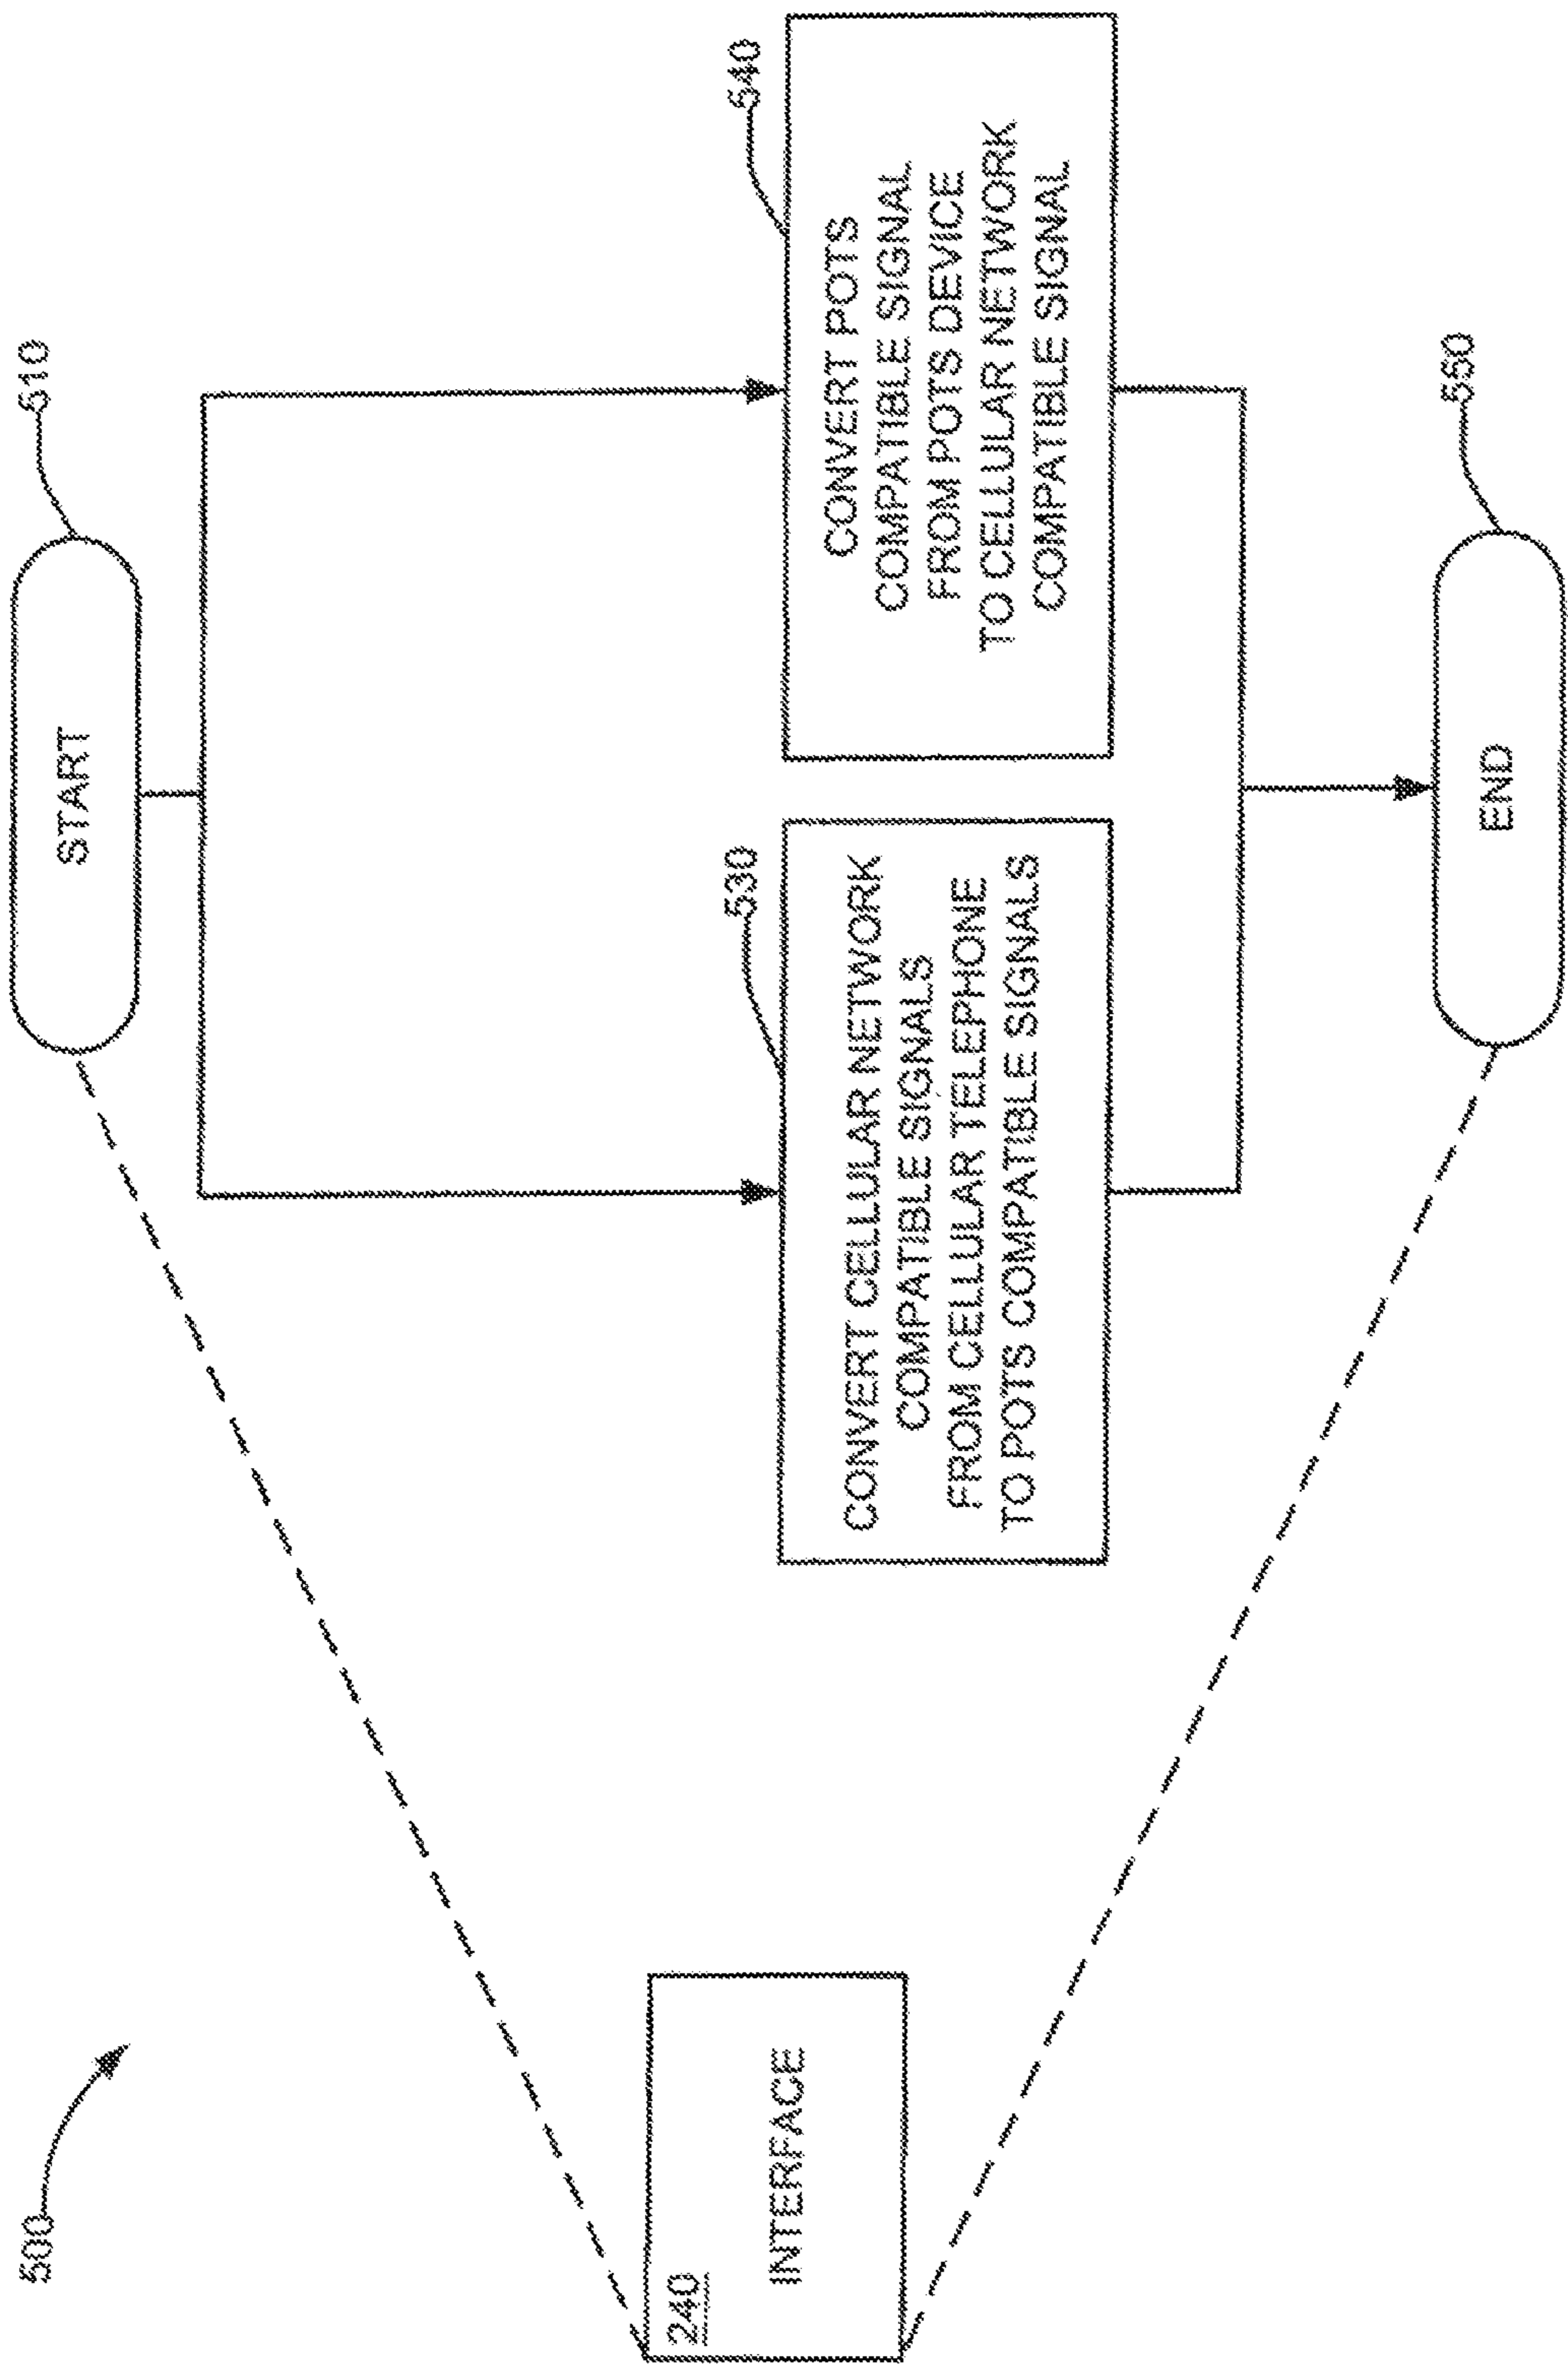 500
510
START
240
INTERFACE
530
CONVERT CELLULAR NETWORK
COMPATIBLE SIGNALS
FROM CELLULAR TELEPHONE
TO POTS COMPATIBLE SIGNALS
540
CONVERT POTS
COMPATIBLE SIGNAL
FROM POTS DEVICE
TO CELLULAR NETWORK
COMPATIBLE SIGNAL
550
END